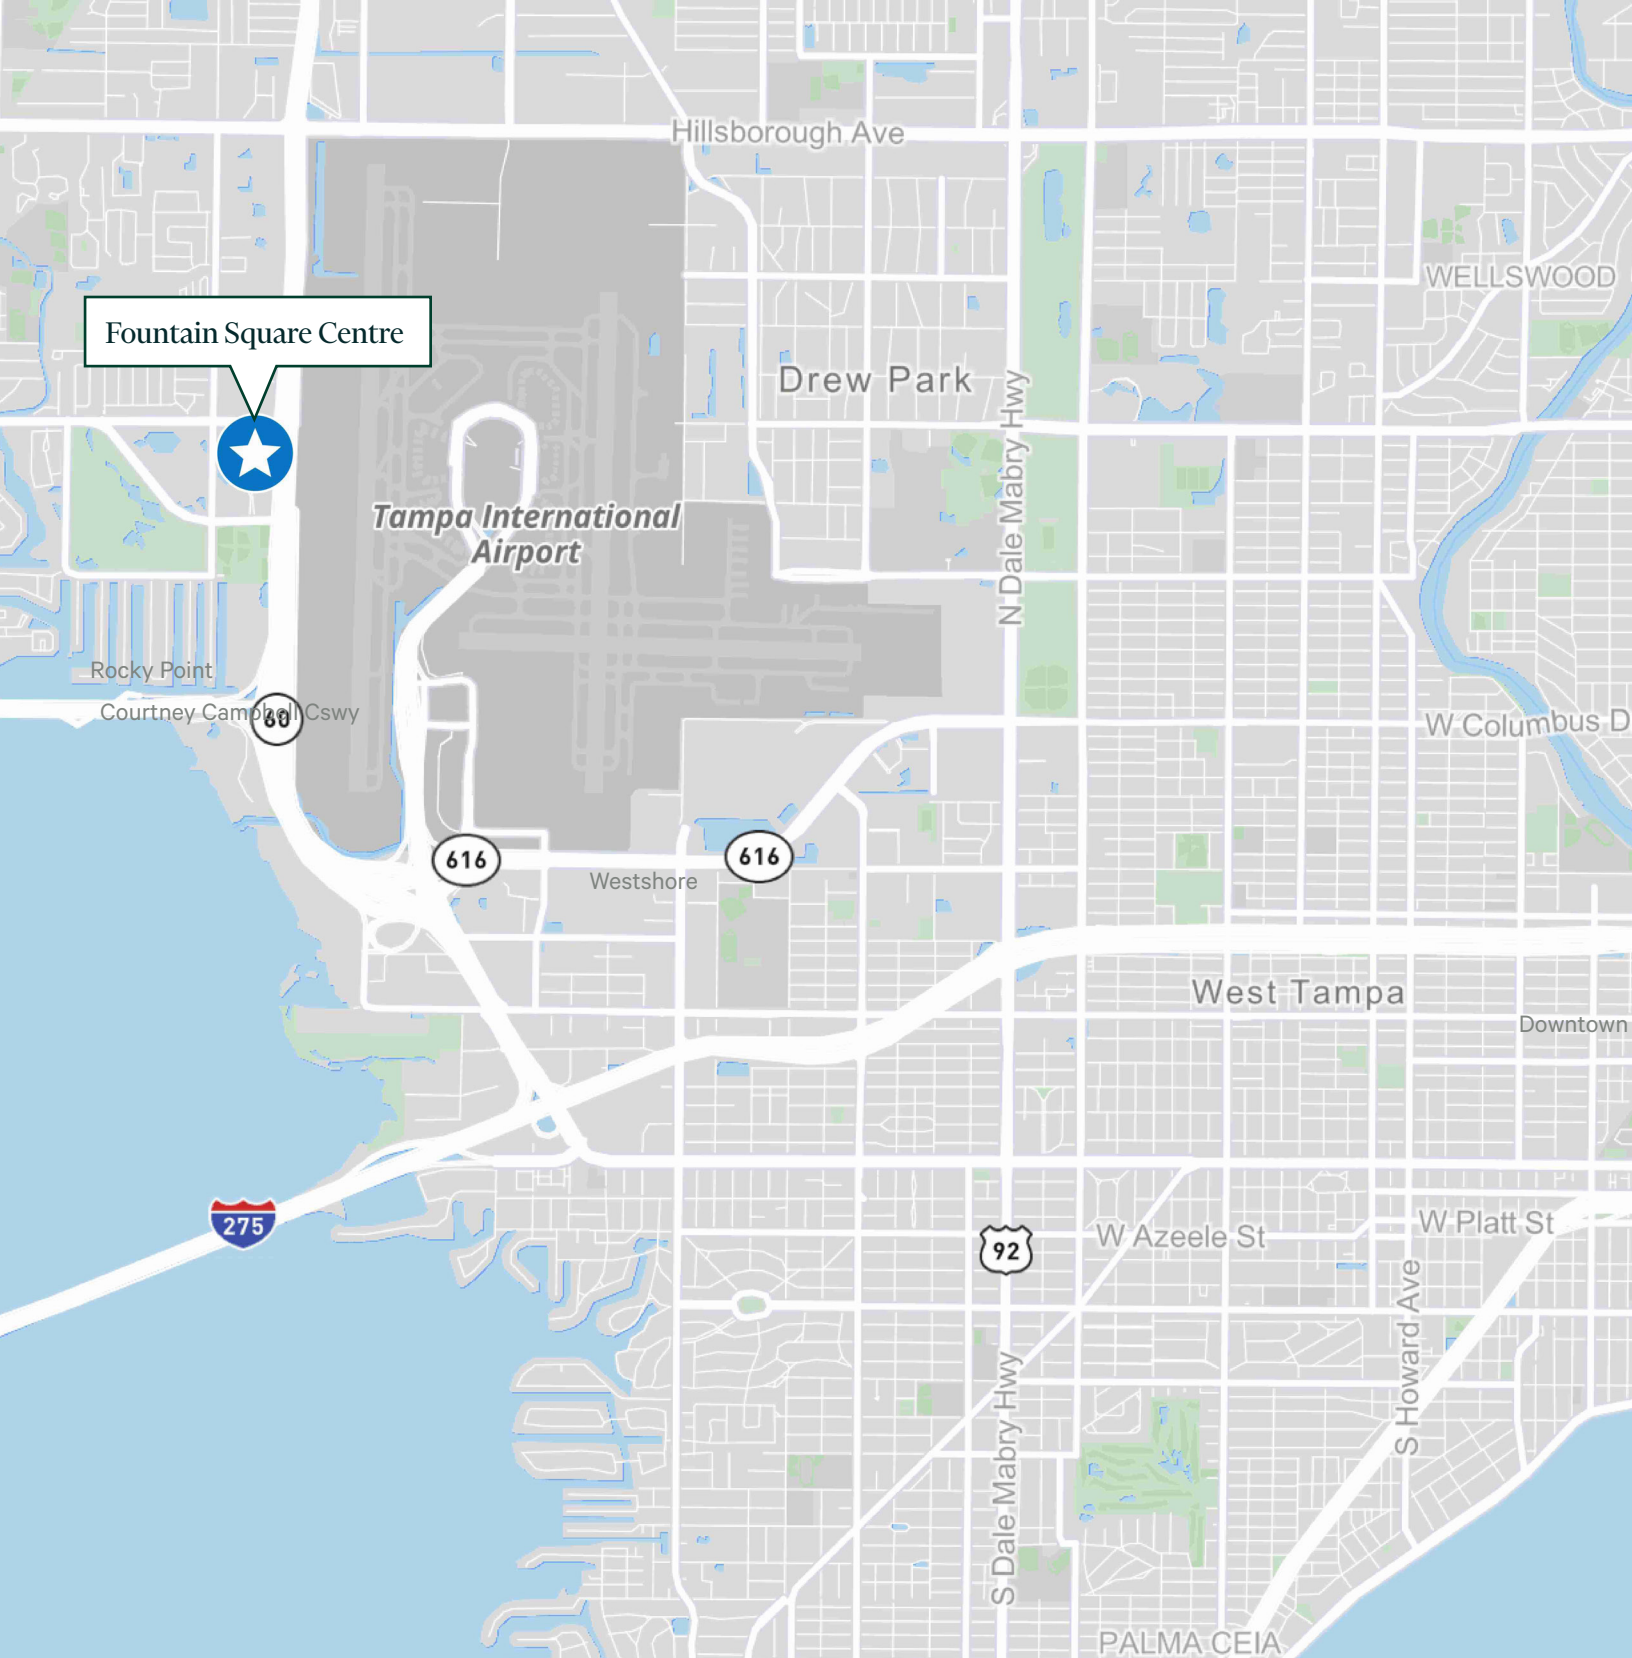 Hillsborough Ave
WELLSWOOD
Fountain Square Centre
Drew Park
N Dale Mabry Hwy
Tampa International
Airport
Rocky Point
Courtney Campbell Cswy
60
W Columbus D
616
616
Westshore
West Tampa
Downtown
275
W Azeele St
W Platt St
92
S Howard Ave
S Dale Mabry Hwy
PALMA CEIA